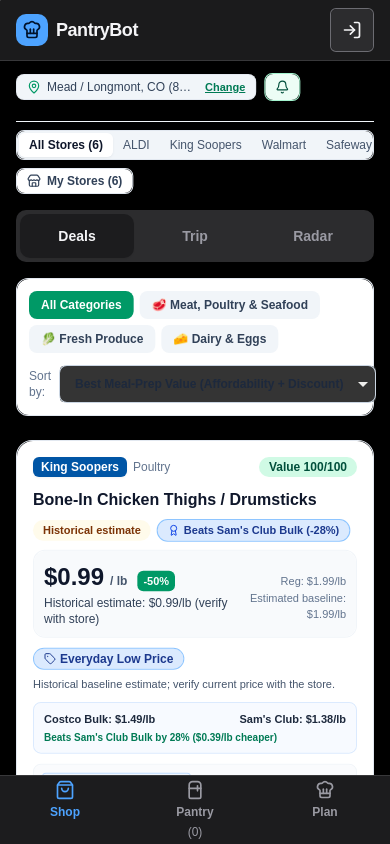 PantryBot
Mead / Longmont, CO (8… Change
All Stores (6) ALDI King Soopers Walmart Safeway
My Stores (6)
Deals Trip Radar
All Categories 🥩 Meat, Poultry & Seafood
🥬 Fresh Produce 🧀 Dairy & Eggs
Sort by: Best Meal-Prep Value (Affordability + Discount)
King Soopers Poultry Value 100/100
Bone-In Chicken Thighs / Drumsticks
Historical estimate Beats Sam's Club Bulk (-28%)
$0.99 / lb -50%
Historical estimate: $0.99/lb (verify
with store)
Reg: $1.99/lb
Estimated baseline:
$1.99/lb
Everyday Low Price
Historical baseline estimate; verify current price with the store.
Costco Bulk: $1.49/lb Sam's Club: $1.38/lb
Beats Sam's Club Bulk by 28% ($0.39/lb cheaper)
Shop Pantry Plan
(0)